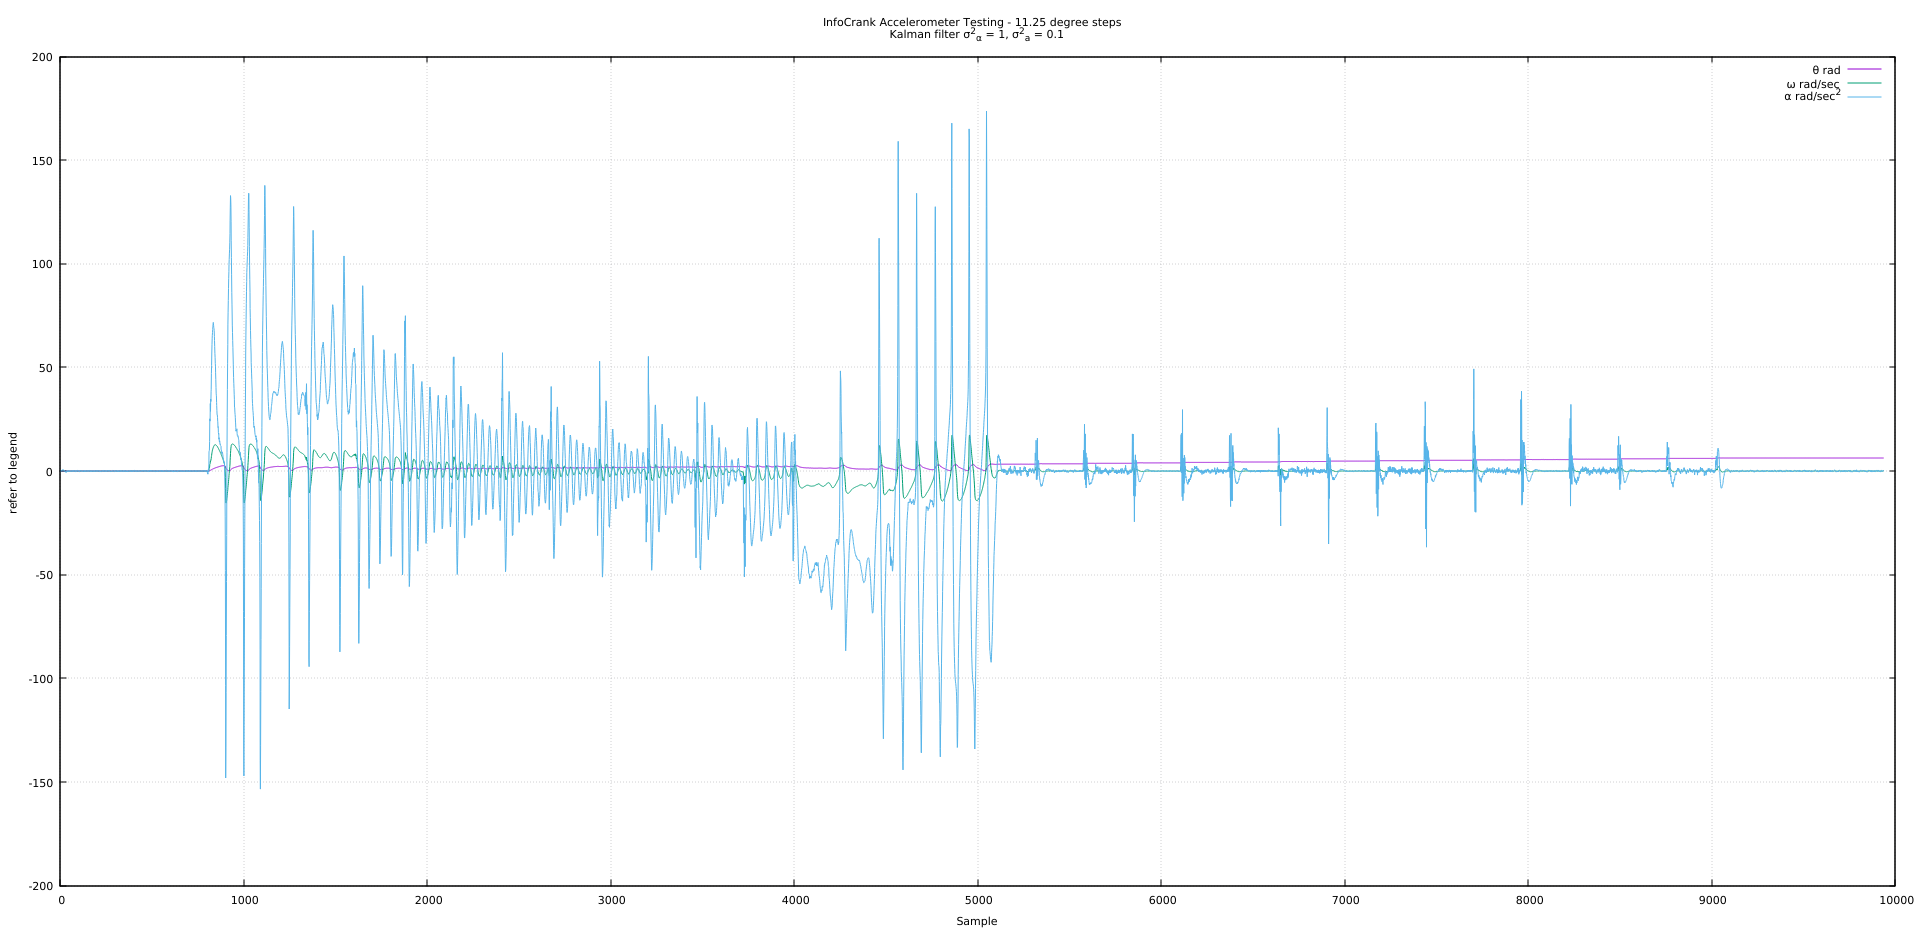 InfoCrank Accelerometer Testing - 11.25 degree steps
Kalman filter σ²α = 1, σ²a = 0.1
θ rad
ω rad/sec
α rad/sec²
200
150
100
50
0
-50
-100
-150
-200
refer to legend
0 1000 2000 3000 4000 5000 6000 7000 8000 9000 10000
Sample